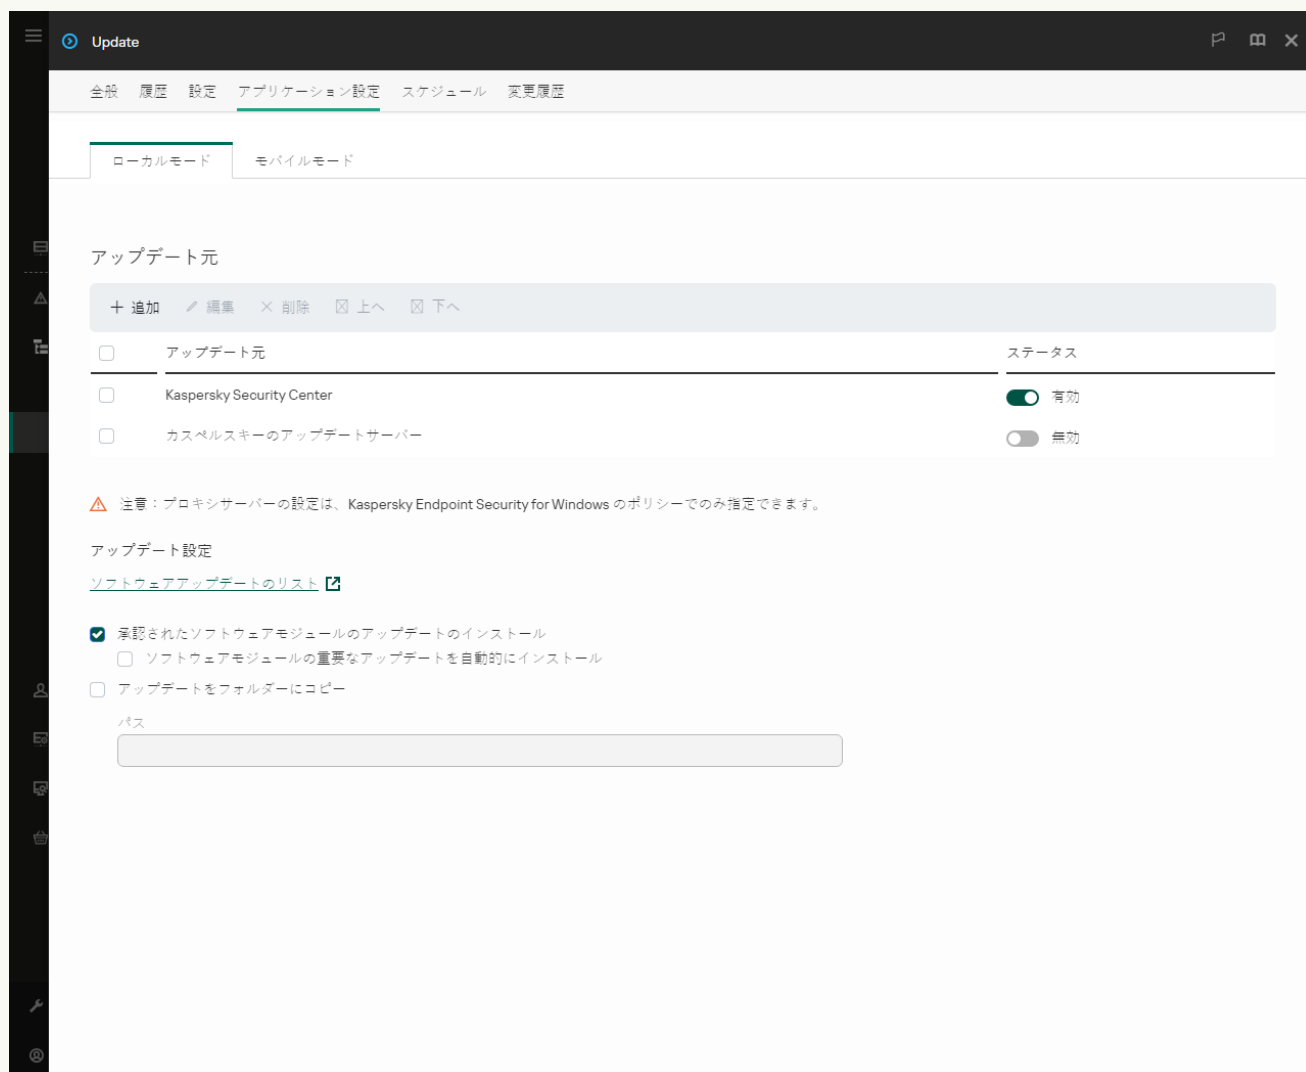 Update
全般 履歴 設定 アプリケーション設定 スケジュール 変更履歴
ローカルモード モバイルモード
アップデート元
追加 編集 削除 上へ 下へ
アップデート元 ステータス
Kaspersky Security Center 有効
カスペルスキーのアップデートサーバー 無効
注意：プロキシサーバーの設定は、Kaspersky Endpoint Security for Windows のポリシーでのみ指定できます。
アップデート設定
ソフトウェアアップデートのリスト
承認されたソフトウェアモジュールのアップデートのインストール
ソフトウェアモジュールの重要なアップデートを自動的にインストール
アップデートをフォルダーにコピー
パス